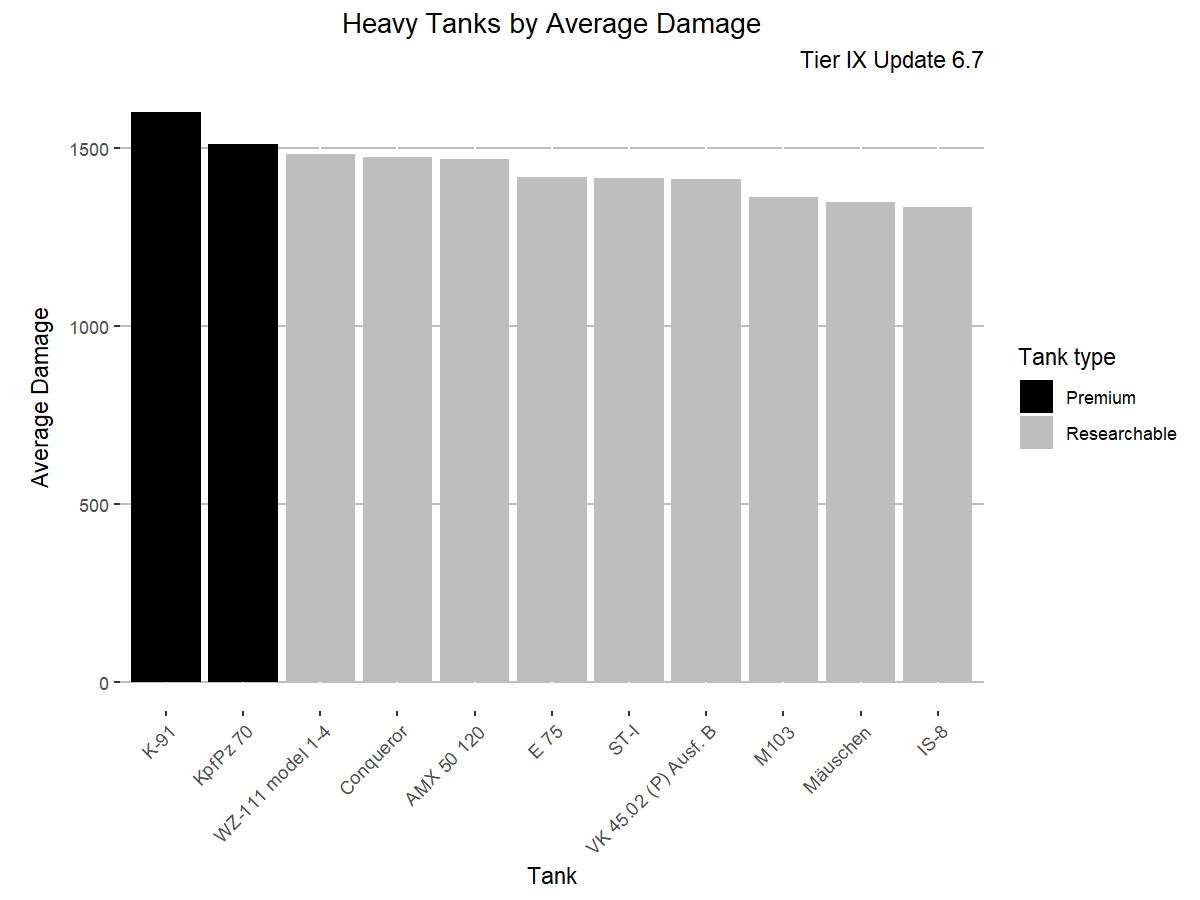 Heavy Tanks by Average Damage
Tier IX Update 6.7
Average Damage
1500
1000
500
0
K-91
KpfPz 70
WZ-111 model 1-4
Conqueror
AMX 50 120
E 75
ST-I
VK 45.02 (P) Ausf. B
M103
Mäuschen
IS-8
Tank
Tank type
Premium
Researchable